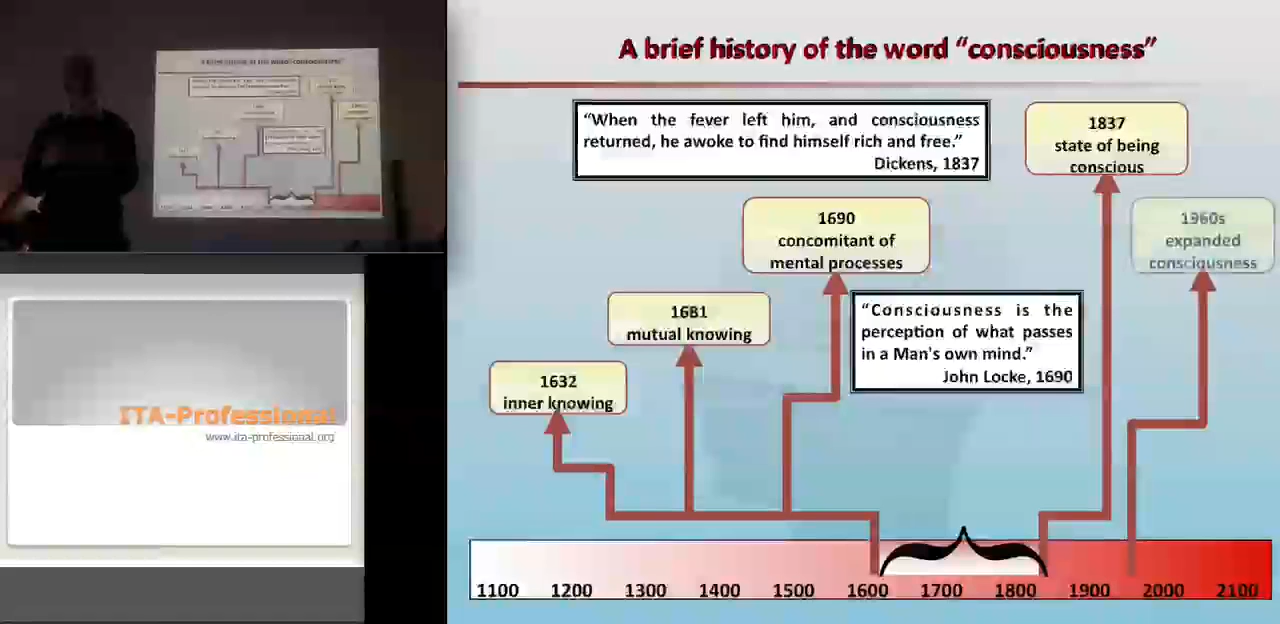 A brief history of the word “consciousness”
“When the fever left him, and consciousness
returned, he awoke to find himself rich and free.”
Dickens, 1837
1837
state of being
conscious
1690
concomitant of
mental processes
1960s
expanded
consciousness
1681
mutual knowing
“Consciousness is the
perception of what passes
in a Man's own mind.”
John Locke, 1690
1632
inner knowing
ITA-Professional
www.ita-professional.org
1100 1200 1300 1400 1500 1600 1700 1800 1900 2000 2100